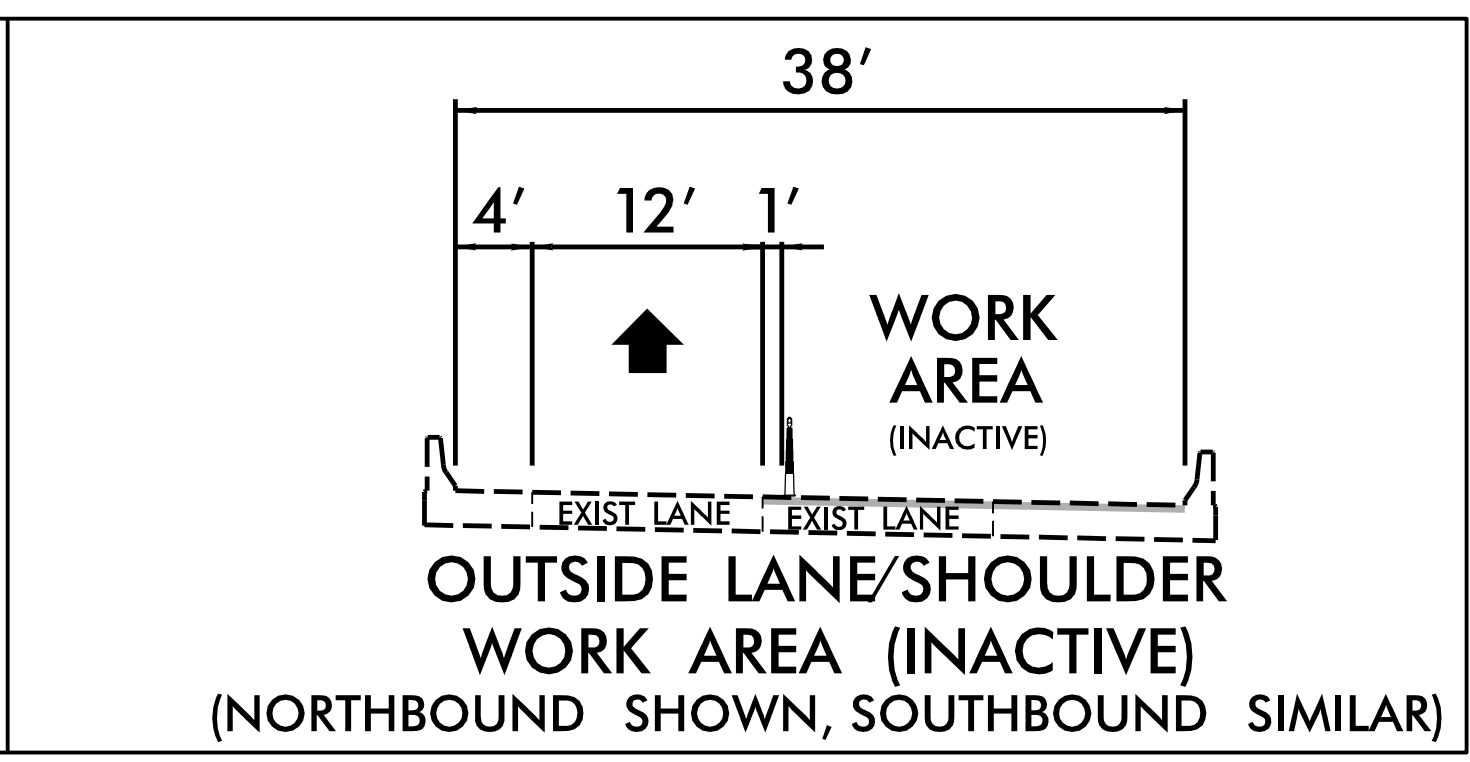 38'
4' 12' 1'
WORK
AREA
(INACTIVE)
EXIST LANE EXIST LANE
OUTSIDE LANE/SHOULDER
WORK AREA (INACTIVE)
(NORTHBOUND SHOWN, SOUTHBOUND SIMILAR)